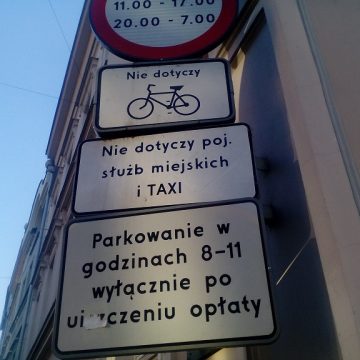 11.00 - 17.00
20.00 - 7.00
Nie dotyczy
Nie dotyczy poj.
służb miejskich
i TAXI
Parkowanie w
godzinach 8-11
wyłącznie po
uiszczeniu opłaty